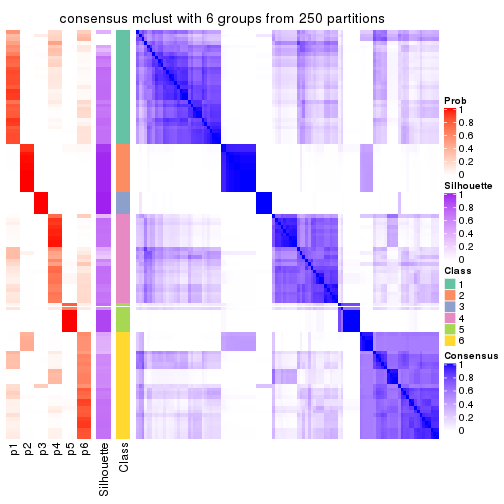 consensus mclust with 6 groups from 250 partitions
Prob
1
0.8
0.6
0.4
0.2
0
Silhouette
1
0.8
0.6
0.4
0.2
0
Class
1
2
3
4
5
6
Consensus
1
0.8
0.6
0.4
0.2
0
p1
p2
p3
p4
p5
p6
Silhouette
Class